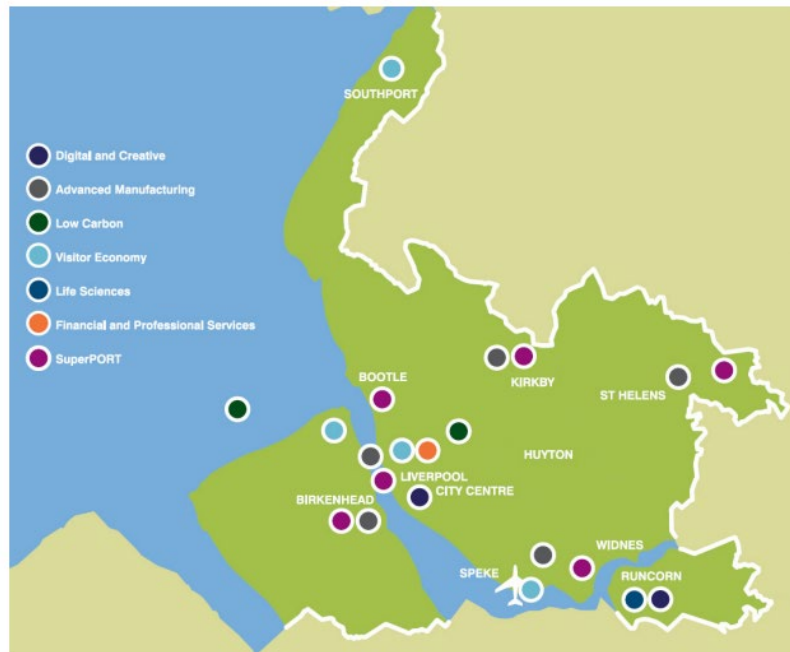 SOUTHPORT
Digital and Creative
Advanced Manufacturing
Low Carbon
Visitor Economy
Life Sciences
Financial and Professional Services
SuperPORT
BOOTLE
KIRKBY
ST HELENS
HUYTON
LIVERPOOL
CITY CENTRE
BIRKENHEAD
WIDNES
SPEKE
RUNCORN